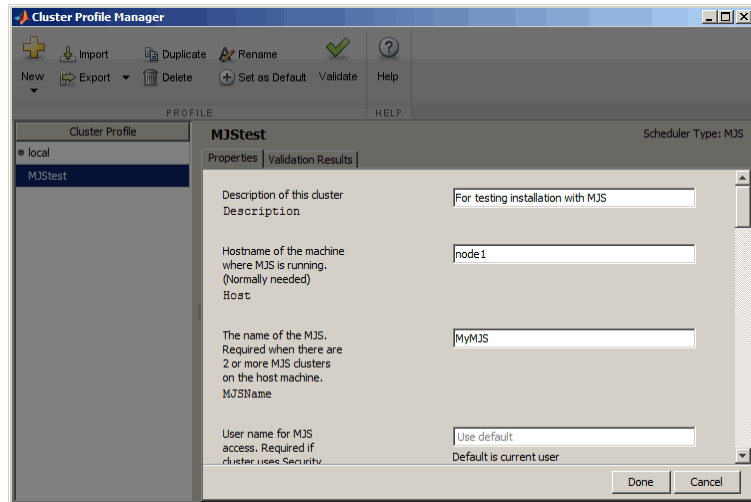 Cluster Profile Manager
Import
Duplicate
Rename
New
Export
Delete
Set as Default
Validate
Help
PROFILE
HELP
Cluster Profile
local
MJStest
MJStest
Scheduler Type: MJS
Properties
Validation Results
Description of this cluster
Description
For testing installation with MJS
Hostname of the machine
where MJS is running.
(Normally needed)
Host
node1
The name of the MJS.
Required when there are
2 or more MJS clusters
on the host machine.
MJSName
MyMJS
User name for MJS
access. Required if
cluster uses Security
Use default
Default is current user
Done
Cancel